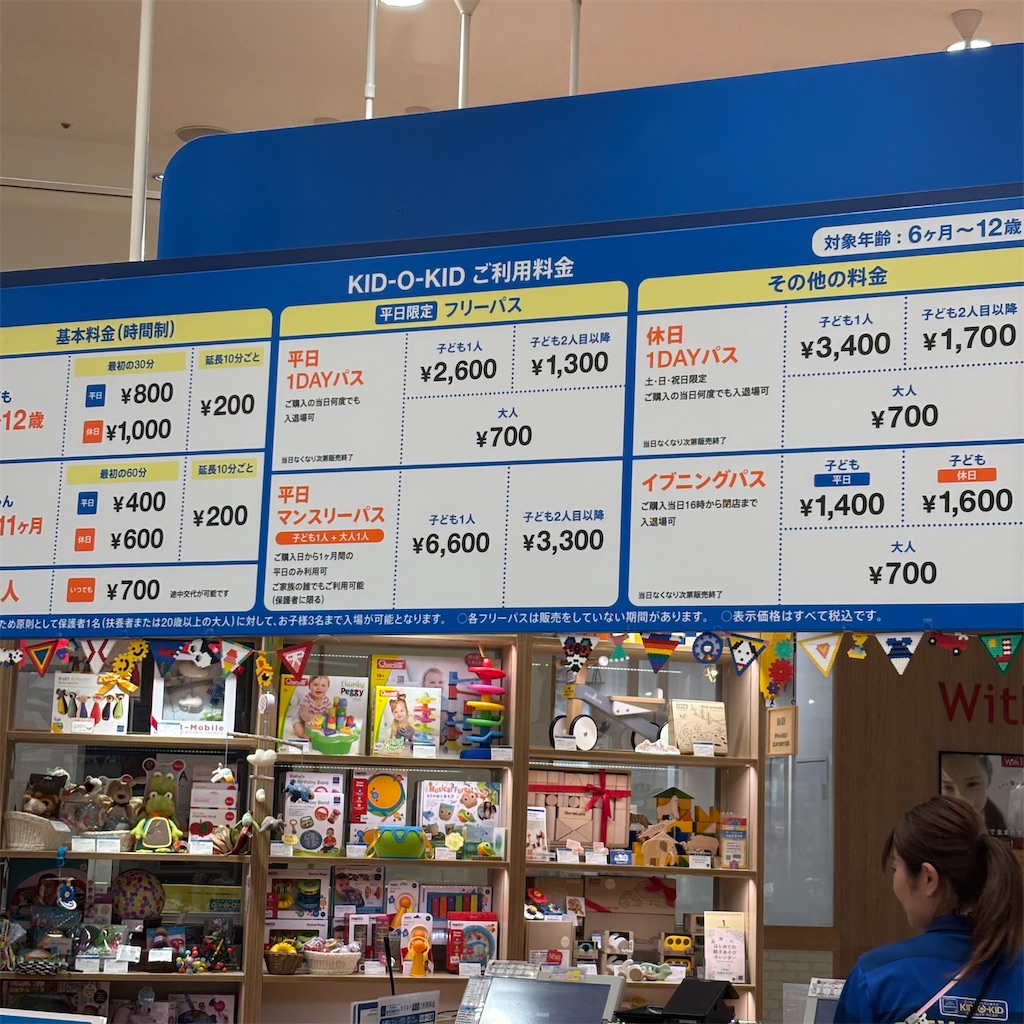 対象年齢：6ヶ月〜12歳
KID-O-KID ご利用料金
基本料金(時間制)
最初の30分
延長10分ごと
12歳
平日 ¥800
休日 ¥1,000
¥200
最初の60分
延長10分ごと
11ヶ月
平日 ¥400
休日 ¥600
¥200
人
いつでも ¥700 途中交代が可能です
平日限定 フリーパス
平日
1DAYパス
ご購入の当日何度でも
入退場可
当日なくなり次第販売終了
子ども1人
¥2,600
子ども2人目以降
¥1,300
大人
¥700
平日
マンスリーパス
子ども1人+大人1人
ご購入日から1ヶ月間の
平日のみ利用可
ご家族の誰でもご利用可能
(保護者に限る)
子ども1人
¥6,600
子ども2人目以降
¥3,300
その他の料金
休日
1DAYパス
土・日・祝日限定
ご購入の当日何度でも入退場可
当日なくなり次第販売終了
子ども1人
¥3,400
子ども2人目以降
¥1,700
大人
¥700
イブニングパス
ご購入当日16時から閉店まで
入退場可
当日なくなり次第販売終了
子ども
平日
¥1,400
子ども
休日
¥1,600
大人
¥700
ため原則として保護者1名(扶養者または20歳以上の大人)に対して、お子様3名まで入場が可能となります。 ○各フリーパスは販売をしていない期間があります。 ○表示価格はすべて税込です。
Chunky
Peggy
t-Mobile
Musical Forest
Wit
KID-O-KID